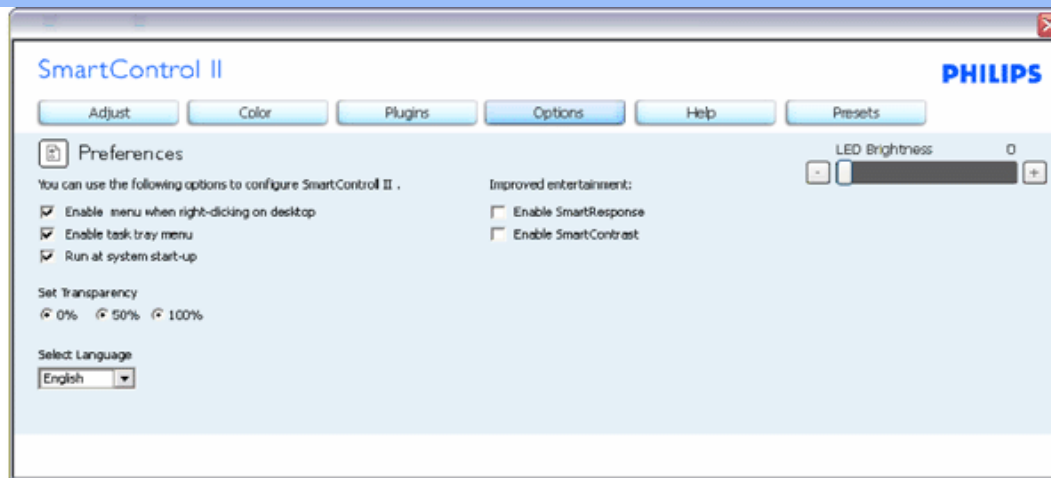 SmartControl II
PHILIPS
Adjust Color Plugins Options Help Presets
Preferences
LED Brightness 0
- +
You can use the following options to configure SmartControl II .
Improved entertainment:
Enable menu when right-clicking on desktop
Enable SmartResponse
Enable task tray menu
Enable SmartContrast
Run at system start-up
Set Transparency
0% 50% 100%
Select Language
English